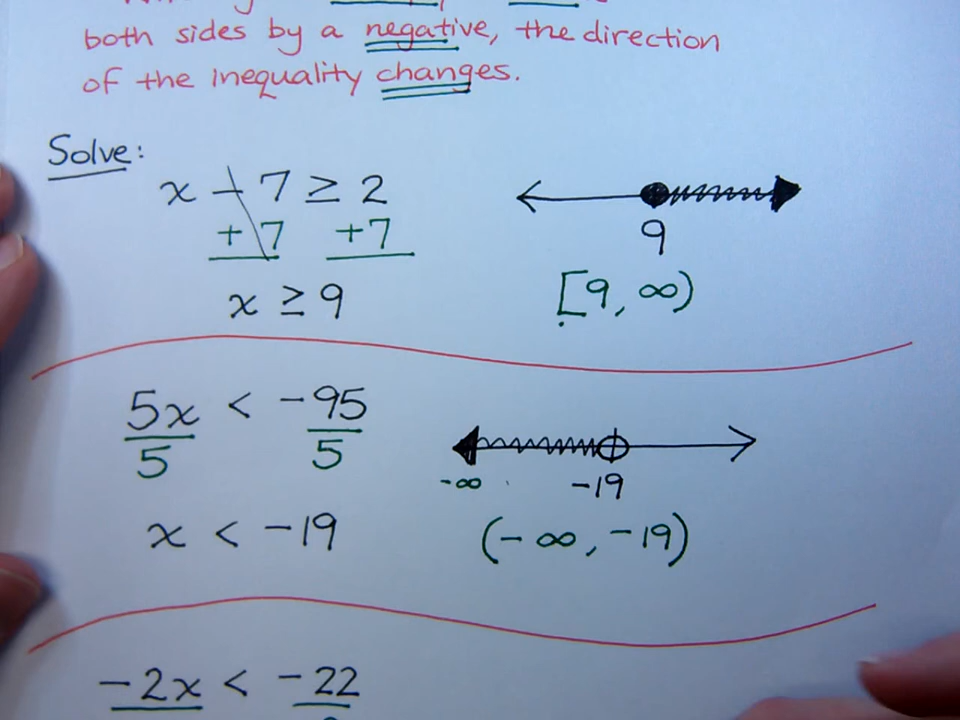 both sides by a negative, the direction
of the inequality changes.
Solve:
x - 7 ≥ 2
+ 7 +7
x ≥ 9
9
[9, ∞)
5x < -95
5 5
x < -19
-∞ -19
(-∞, -19)
-2x < -22